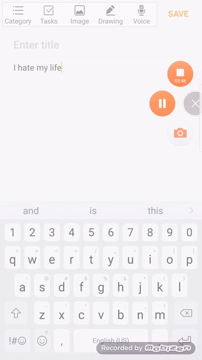 Category Tasks Image Drawing Voice SAVE
Enter title
I hate my life
and is this
1 2 3 4 5 6 7 8 9 0
q w e r t y u i o p
a s d f g h j k l
z x c v b n m
!#☺ , English (US)
Recorded by